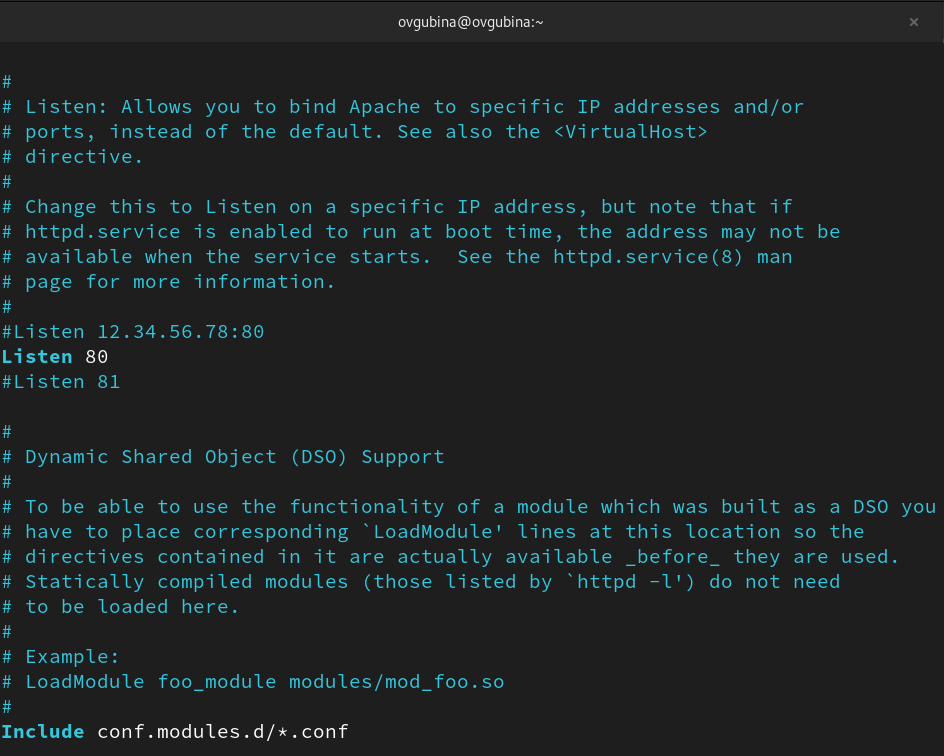 ovgubina@ovgubina:~ ×
#
# Listen: Allows you to bind Apache to specific IP addresses and/or
# ports, instead of the default. See also the <VirtualHost>
# directive.
#
# Change this to Listen on a specific IP address, but note that if
# httpd.service is enabled to run at boot time, the address may not be
# available when the service starts.  See the httpd.service(8) man
# page for more information.
#
#Listen 12.34.56.78:80
Listen 80
#Listen 81
#
# Dynamic Shared Object (DSO) Support
#
# To be able to use the functionality of a module which was built as a DSO you
# have to place corresponding `LoadModule' lines at this location so the
# directives contained in it are actually available _before_ they are used.
# Statically compiled modules (those listed by `httpd -l') do not need
# to be loaded here.
#
# Example:
# LoadModule foo_module modules/mod_foo.so
#
Include conf.modules.d/*.conf